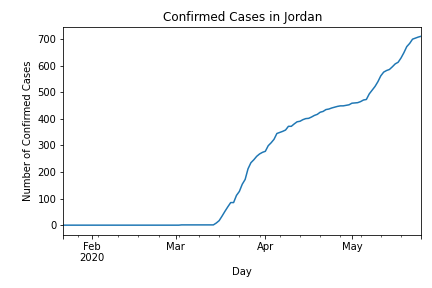 Confirmed Cases in Jordan
Number of Confirmed Cases
700
600
500
400
300
200
100
0
Feb
2020
Mar
Apr
May
Day